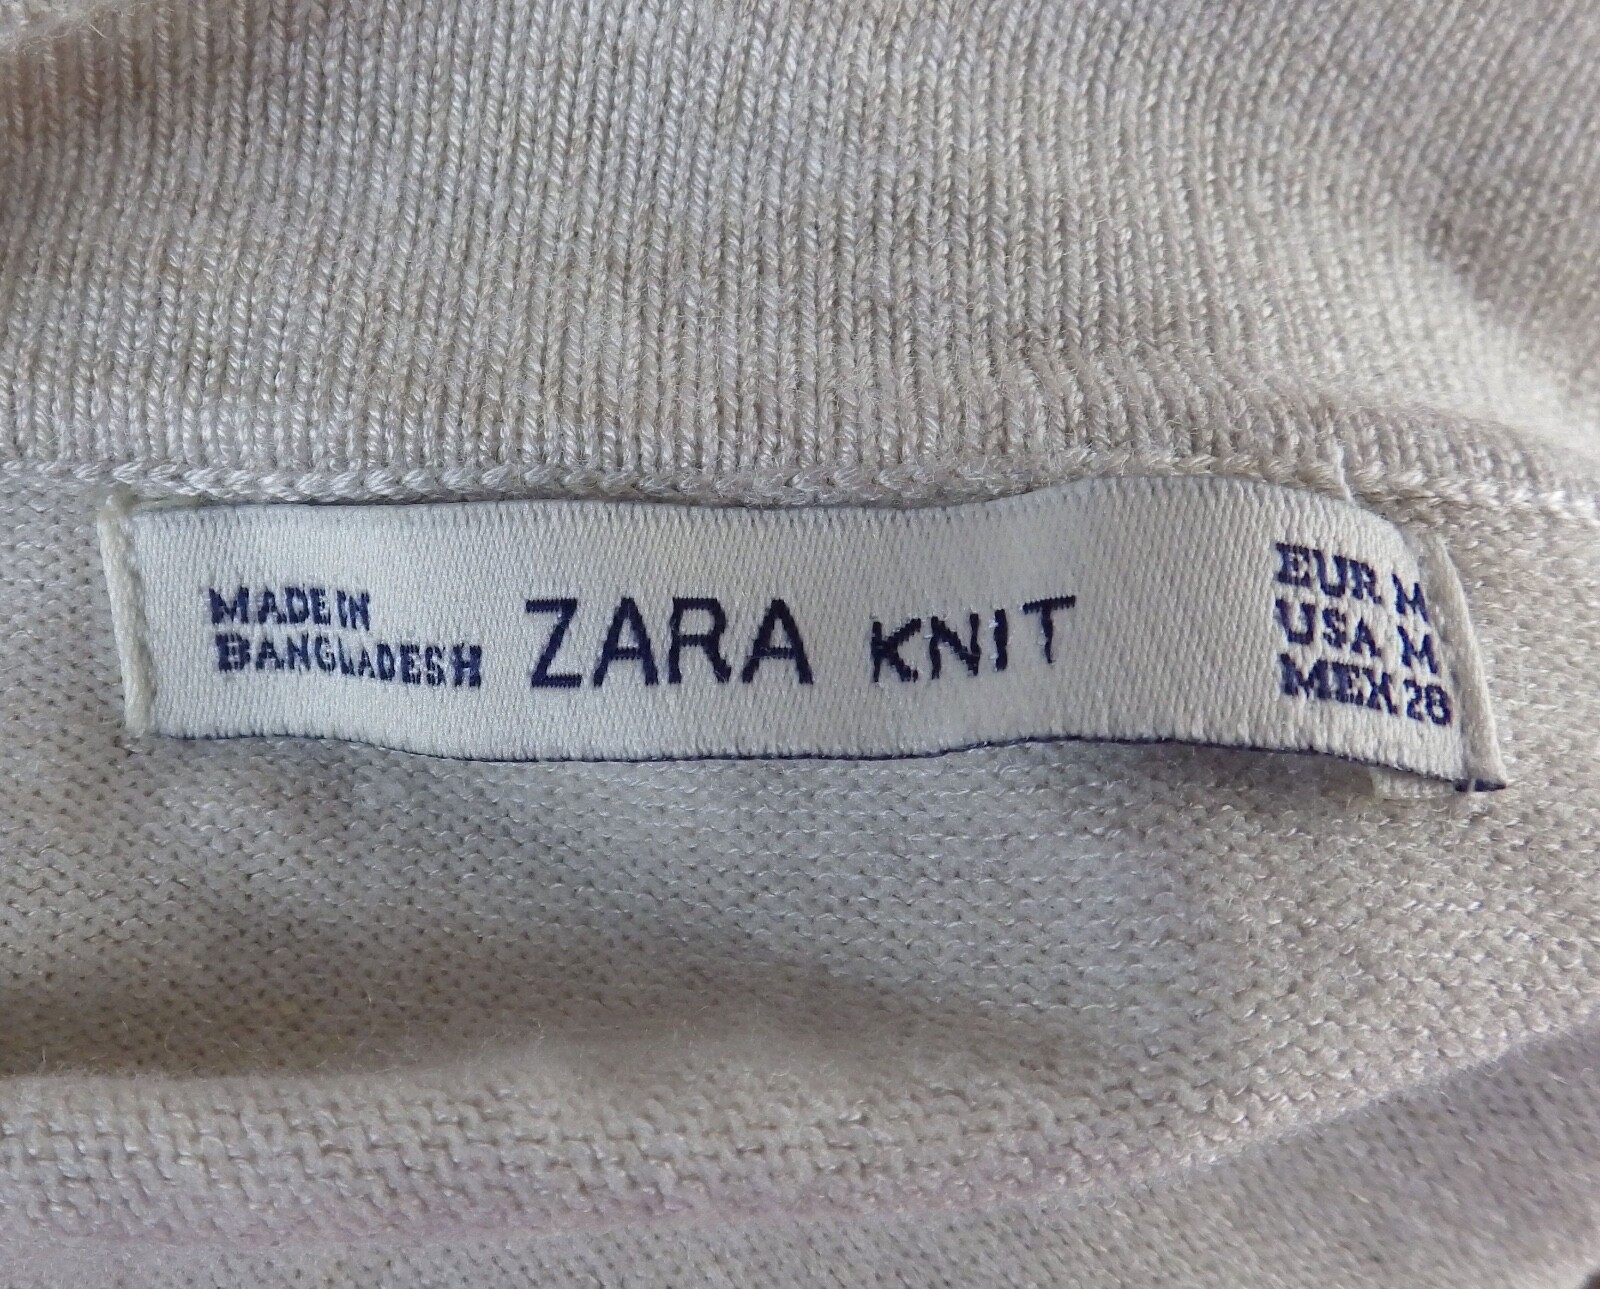 MADE IN
BANGLADESH
ZARA KNIT
EUR M
USA M
MEX 28